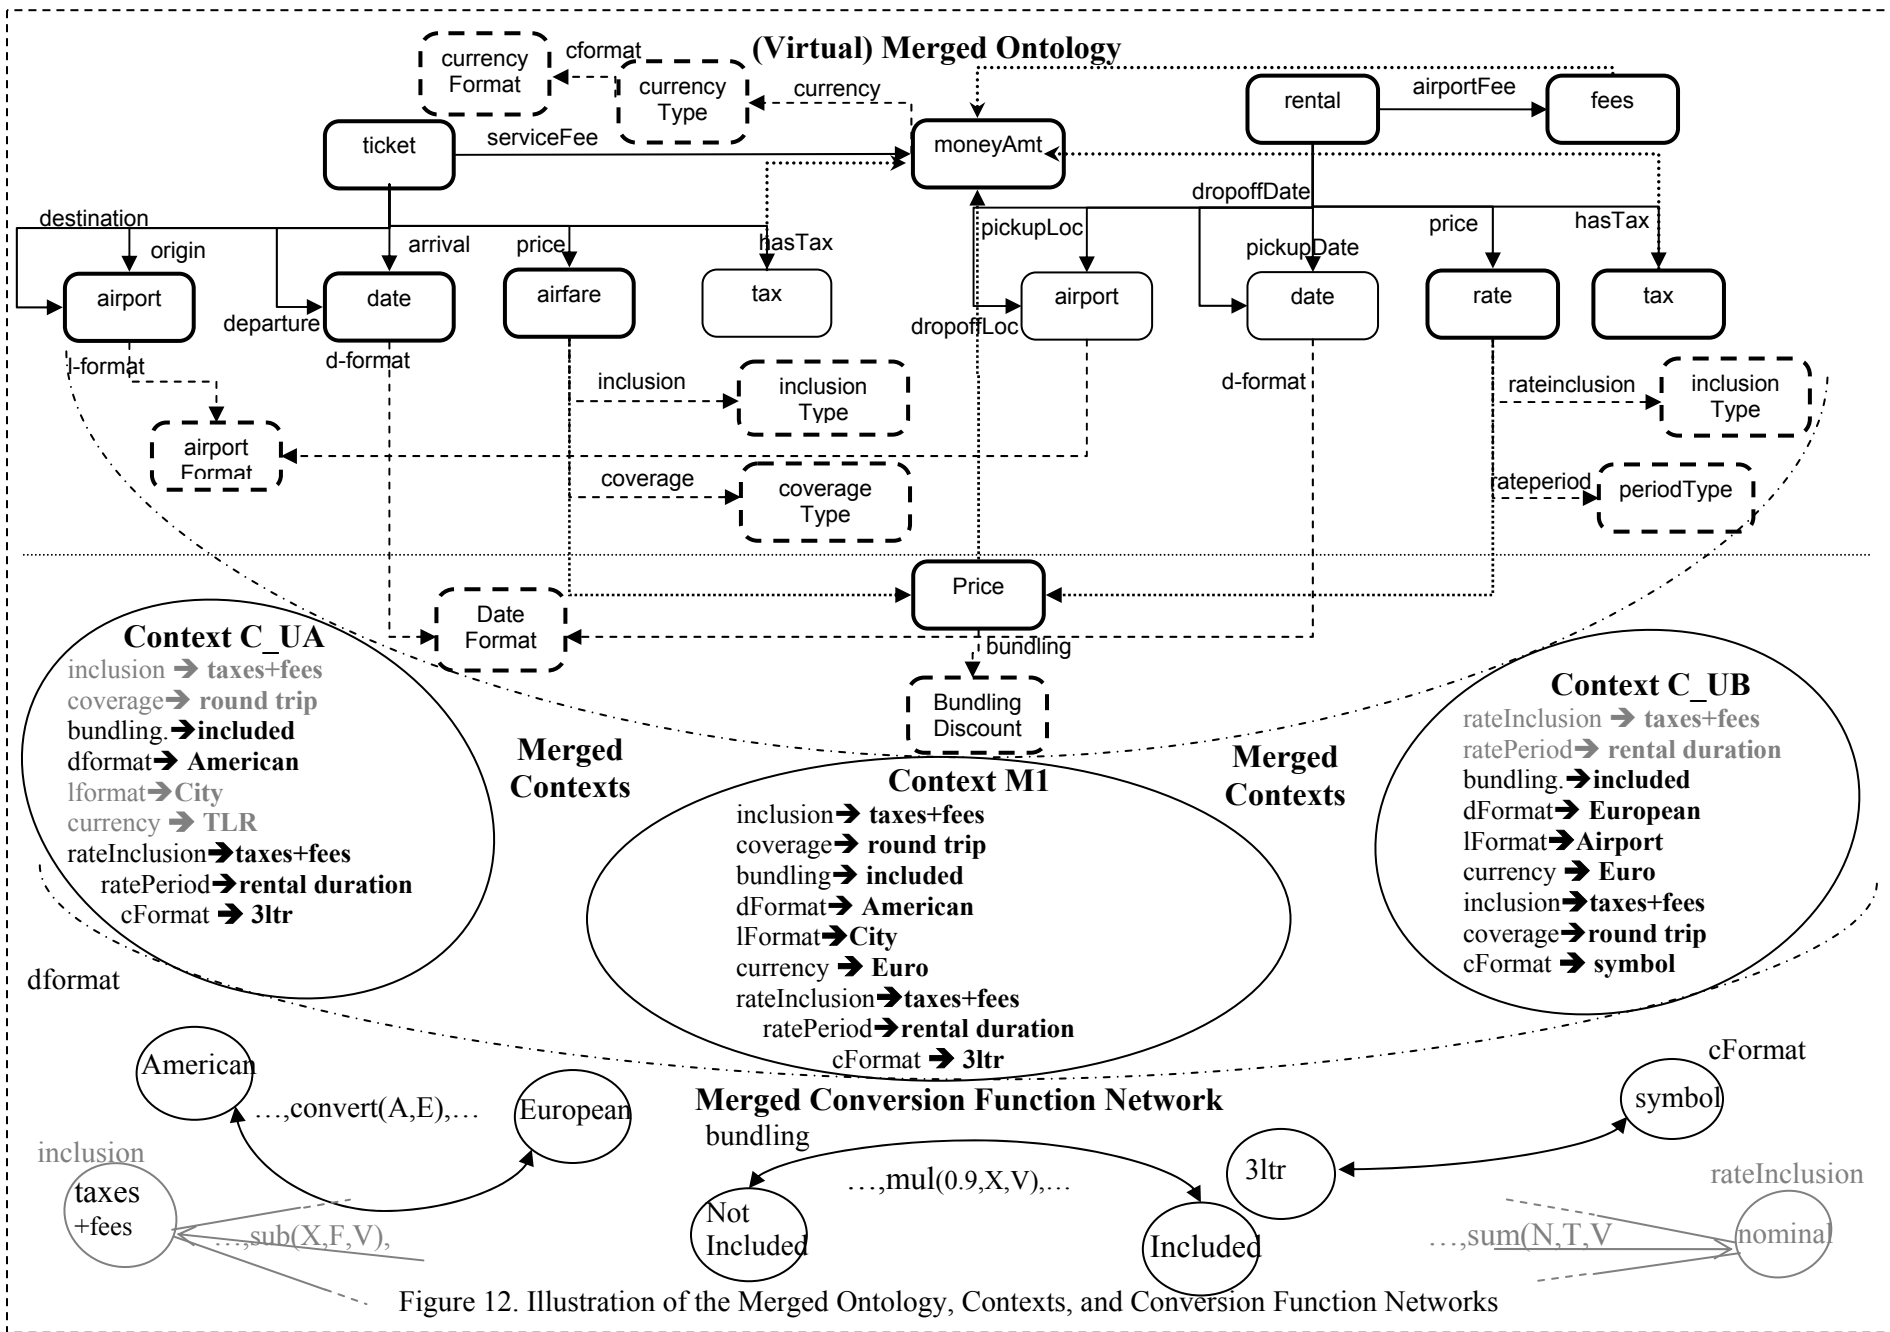 (Virtual) Merged Ontology
currency
Format
cformat
currency
Type
currency
rental
airportFee
fees
ticket
serviceFee
moneyAmt
destination
origin
arrival
price
hasTax
dropoffDate
pickupLoc
pickupDate
price
hasTax
airport
date
airfare
tax
airport
date
rate
tax
departure
dropoffLoc
l-format
d-format
inclusion
inclusion
Type
d-format
rateinclusion
inclusion
Type
airport
Format
coverage
coverage
Type
rateperiod
periodType
Price
Date
Format
bundling
Bundling
Discount
Context C_UA
inclusion ➔ taxes+fees
coverage➔ round trip
bundling.➔included
dformat➔ American
lformat➔City
currency ➔ TLR
rateInclusion➔taxes+fees
ratePeriod➔rental duration
cFormat ➔ 3ltr
Merged
Contexts
Context M1
inclusion➔ taxes+fees
coverage➔ round trip
bundling➔ included
dFormat➔ American
lFormat➔City
currency ➔ Euro
rateInclusion➔taxes+fees
ratePeriod➔rental duration
cFormat ➔ 3ltr
Merged
Contexts
Context C_UB
rateInclusion ➔ taxes+fees
ratePeriod➔ rental duration
bundling.➔included
dFormat➔ European
lFormat➔Airport
currency ➔ Euro
inclusion➔taxes+fees
coverage➔round trip
cFormat ➔ symbol
dformat
American
…,convert(A,E),…
European
Merged Conversion Function Network
bundling
cFormat
symbol
3ltr
inclusion
taxes
+fees
…,sub(X,F,V),
…,mul(0.9,X,V),…
Not
Included
Included
rateInclusion
…,sum(N,T,V
nominal
Figure 12. Illustration of the Merged Ontology, Contexts, and Conversion Function Networks